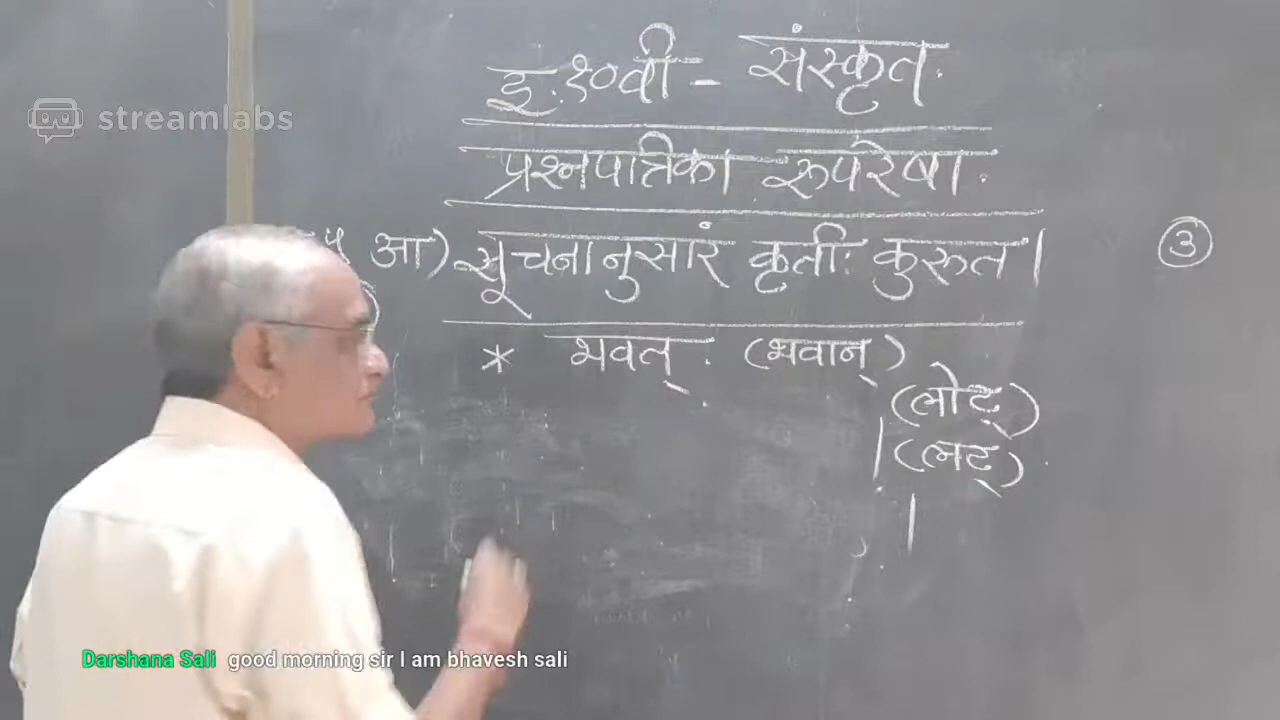 इ.१०वी - संस्कृत.
streamlabs
प्रश्नपत्रिका रूपरेषा.
आ) सूचनानुसारं कृतीः कुरुत। ③
* भवत् . (भवान्)
(लोट्)
(लट्)
Darshana Sali good morning sir I am bhavesh sali